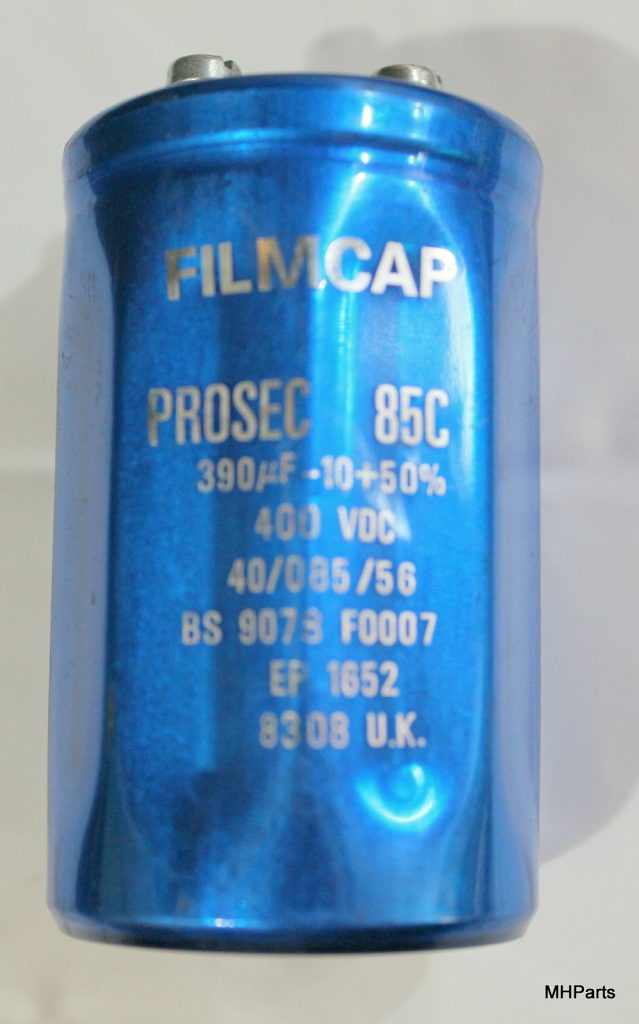 FILMCAP
PROSEC 85C
390µF -10+50%
400 VDC
40/085/56
BS 9073 F0007
EP 1652
8308 U.K.
MHParts